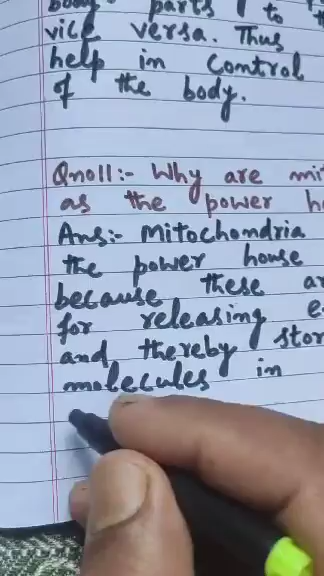 body parts to
vice versa. Thus
help in control
of the body.
Qno11:- Why are
as the power
Ans:- Mitochondria
the power house
because these
for releasing
and thereby
molecules in